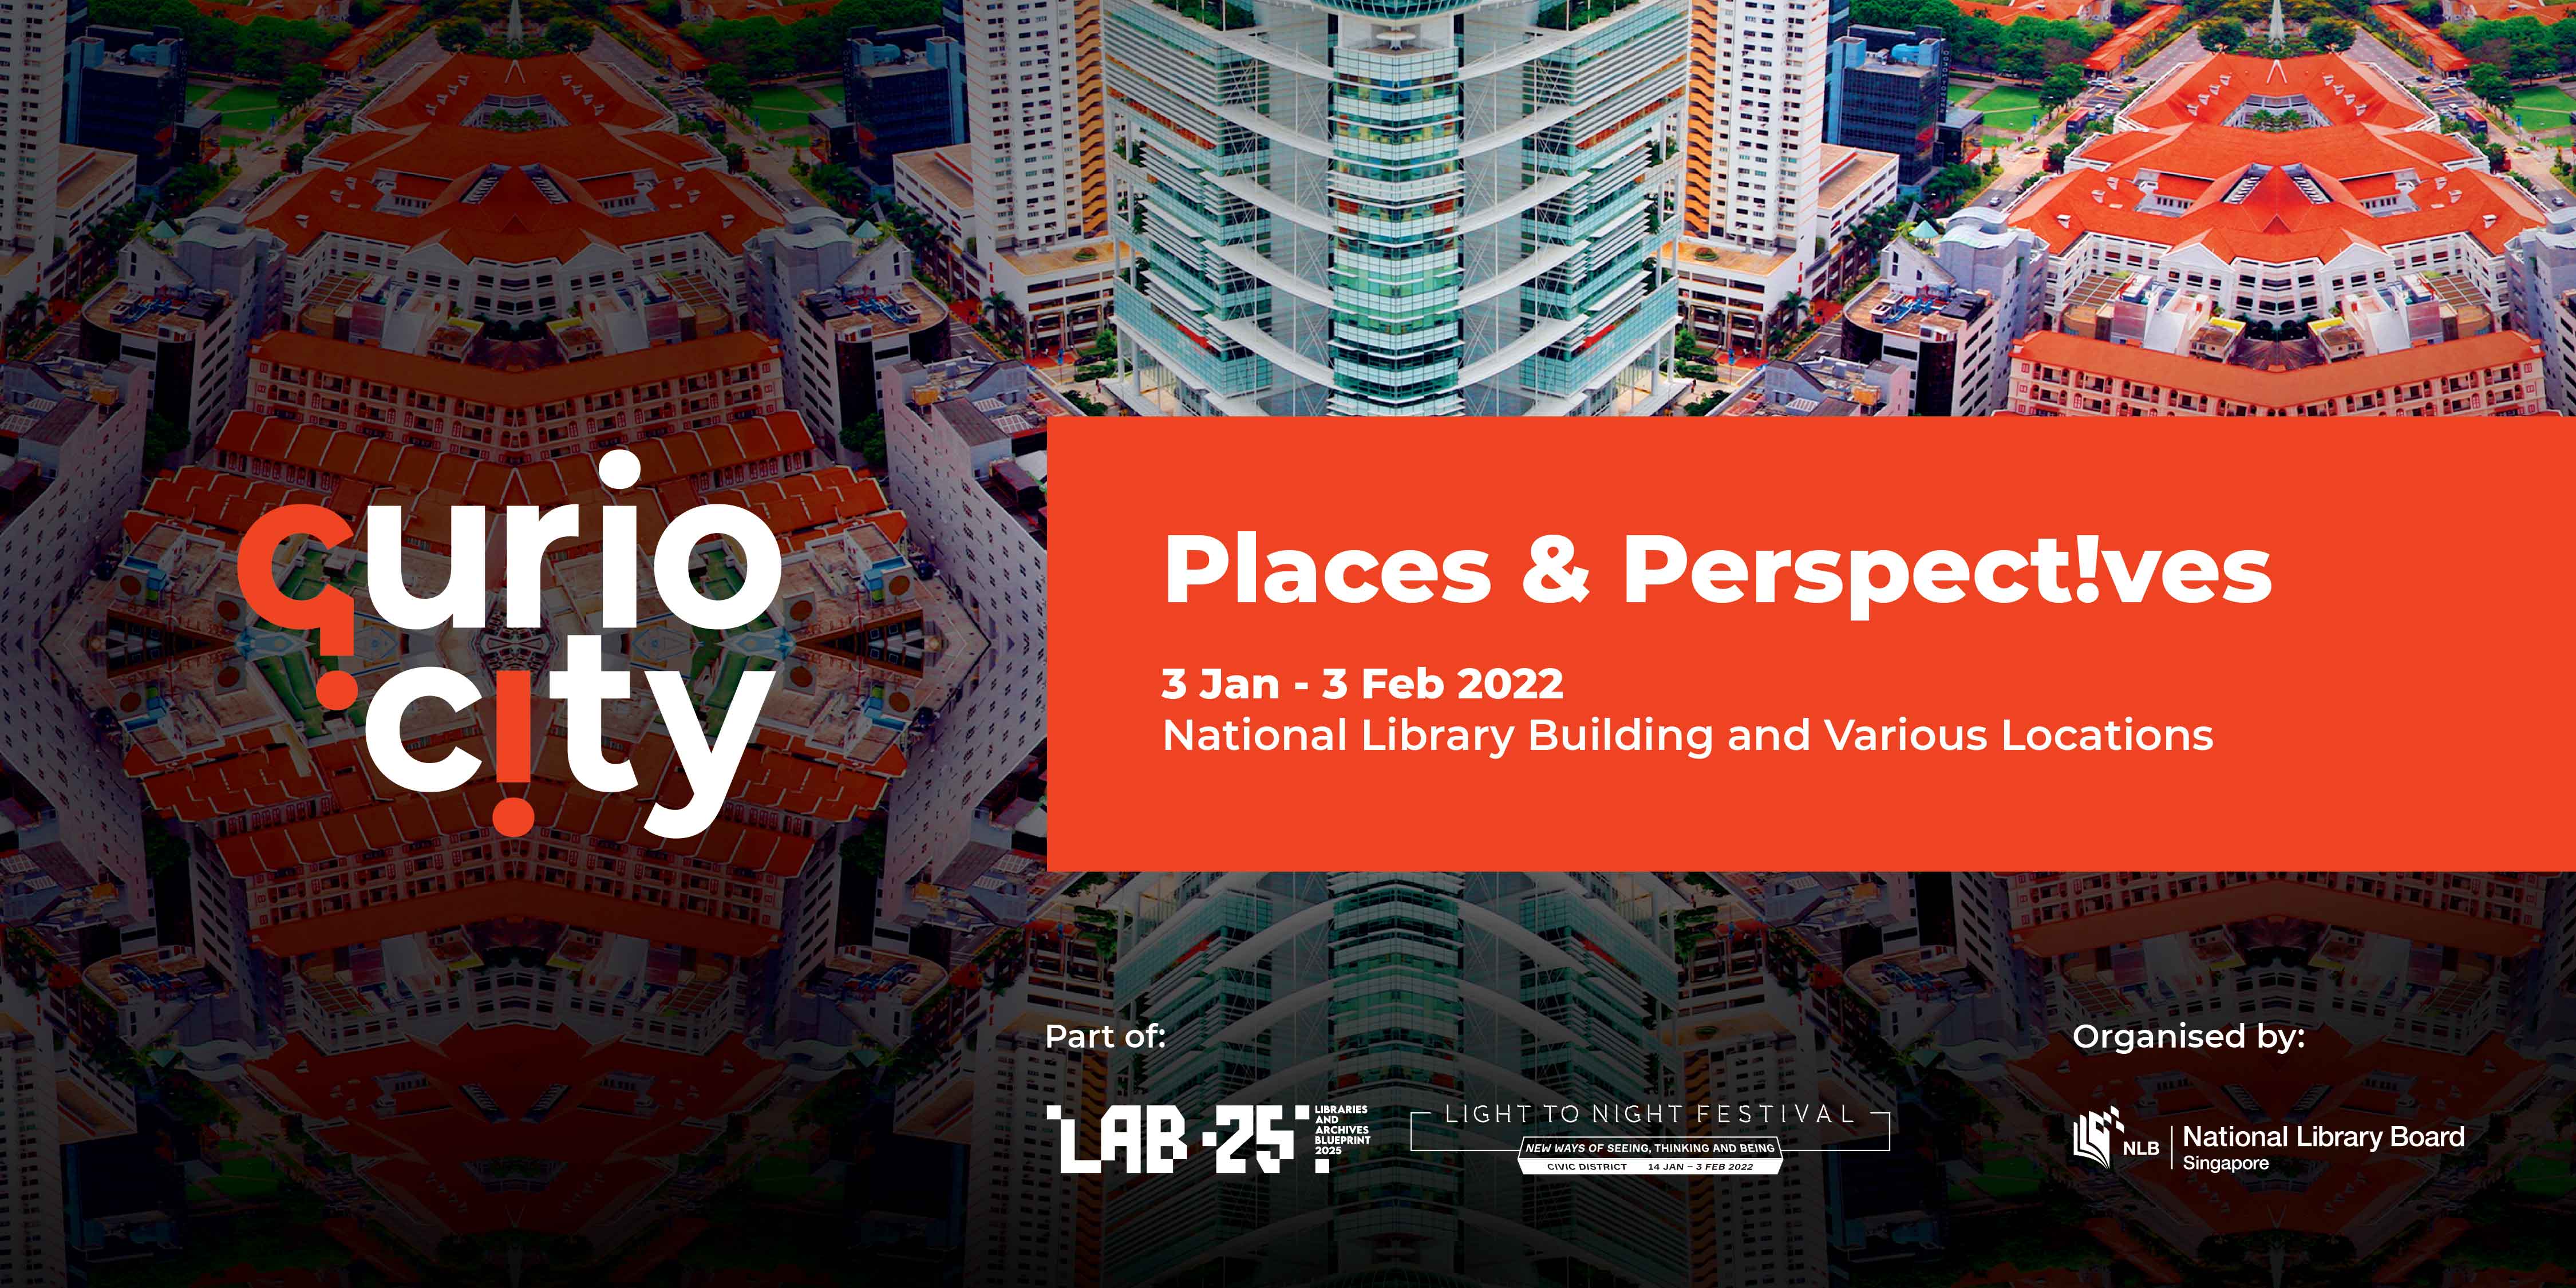 curio
c!ty
Places & Perspect!ves
3 Jan - 3 Feb 2022
National Library Building and Various Locations
Part of:
LAB·25
LIBRARIES
AND
ARCHIVES
BLUEPRINT
2025
LIGHT TO NIGHT FESTIVAL
NEW WAYS OF SEEING, THINKING AND BEING
CIVIC DISTRICT 14 JAN – 3 FEB 2022
Organised by:
NLB
National Library Board
Singapore